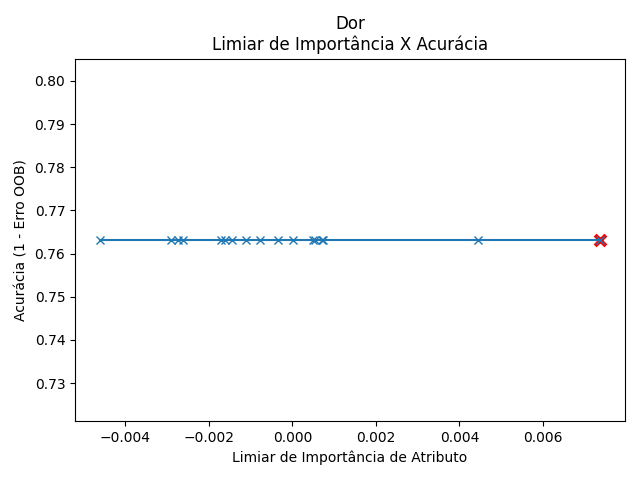 Dor
Limiar de Importância X Acurácia
0.80
0.79
0.78
0.77
0.76
0.75
0.74
0.73
Acurácia (1 - Erro OOB)
−0.004 −0.002 0.000 0.002 0.004 0.006
Limiar de Importância de Atributo